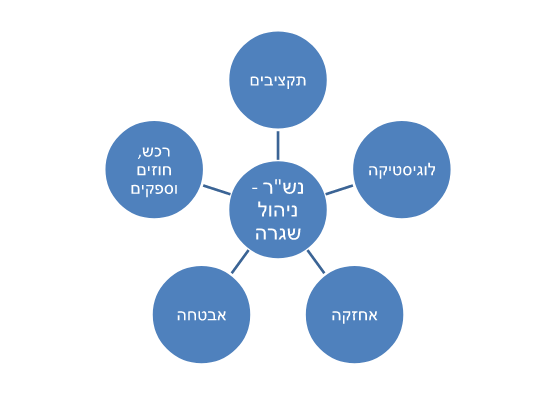 תקציבים
לוגיסטיקה
אחזקה
אבטחה
רכש,
חוזים
וספקים
נש"ר -
ניהול
שגרה